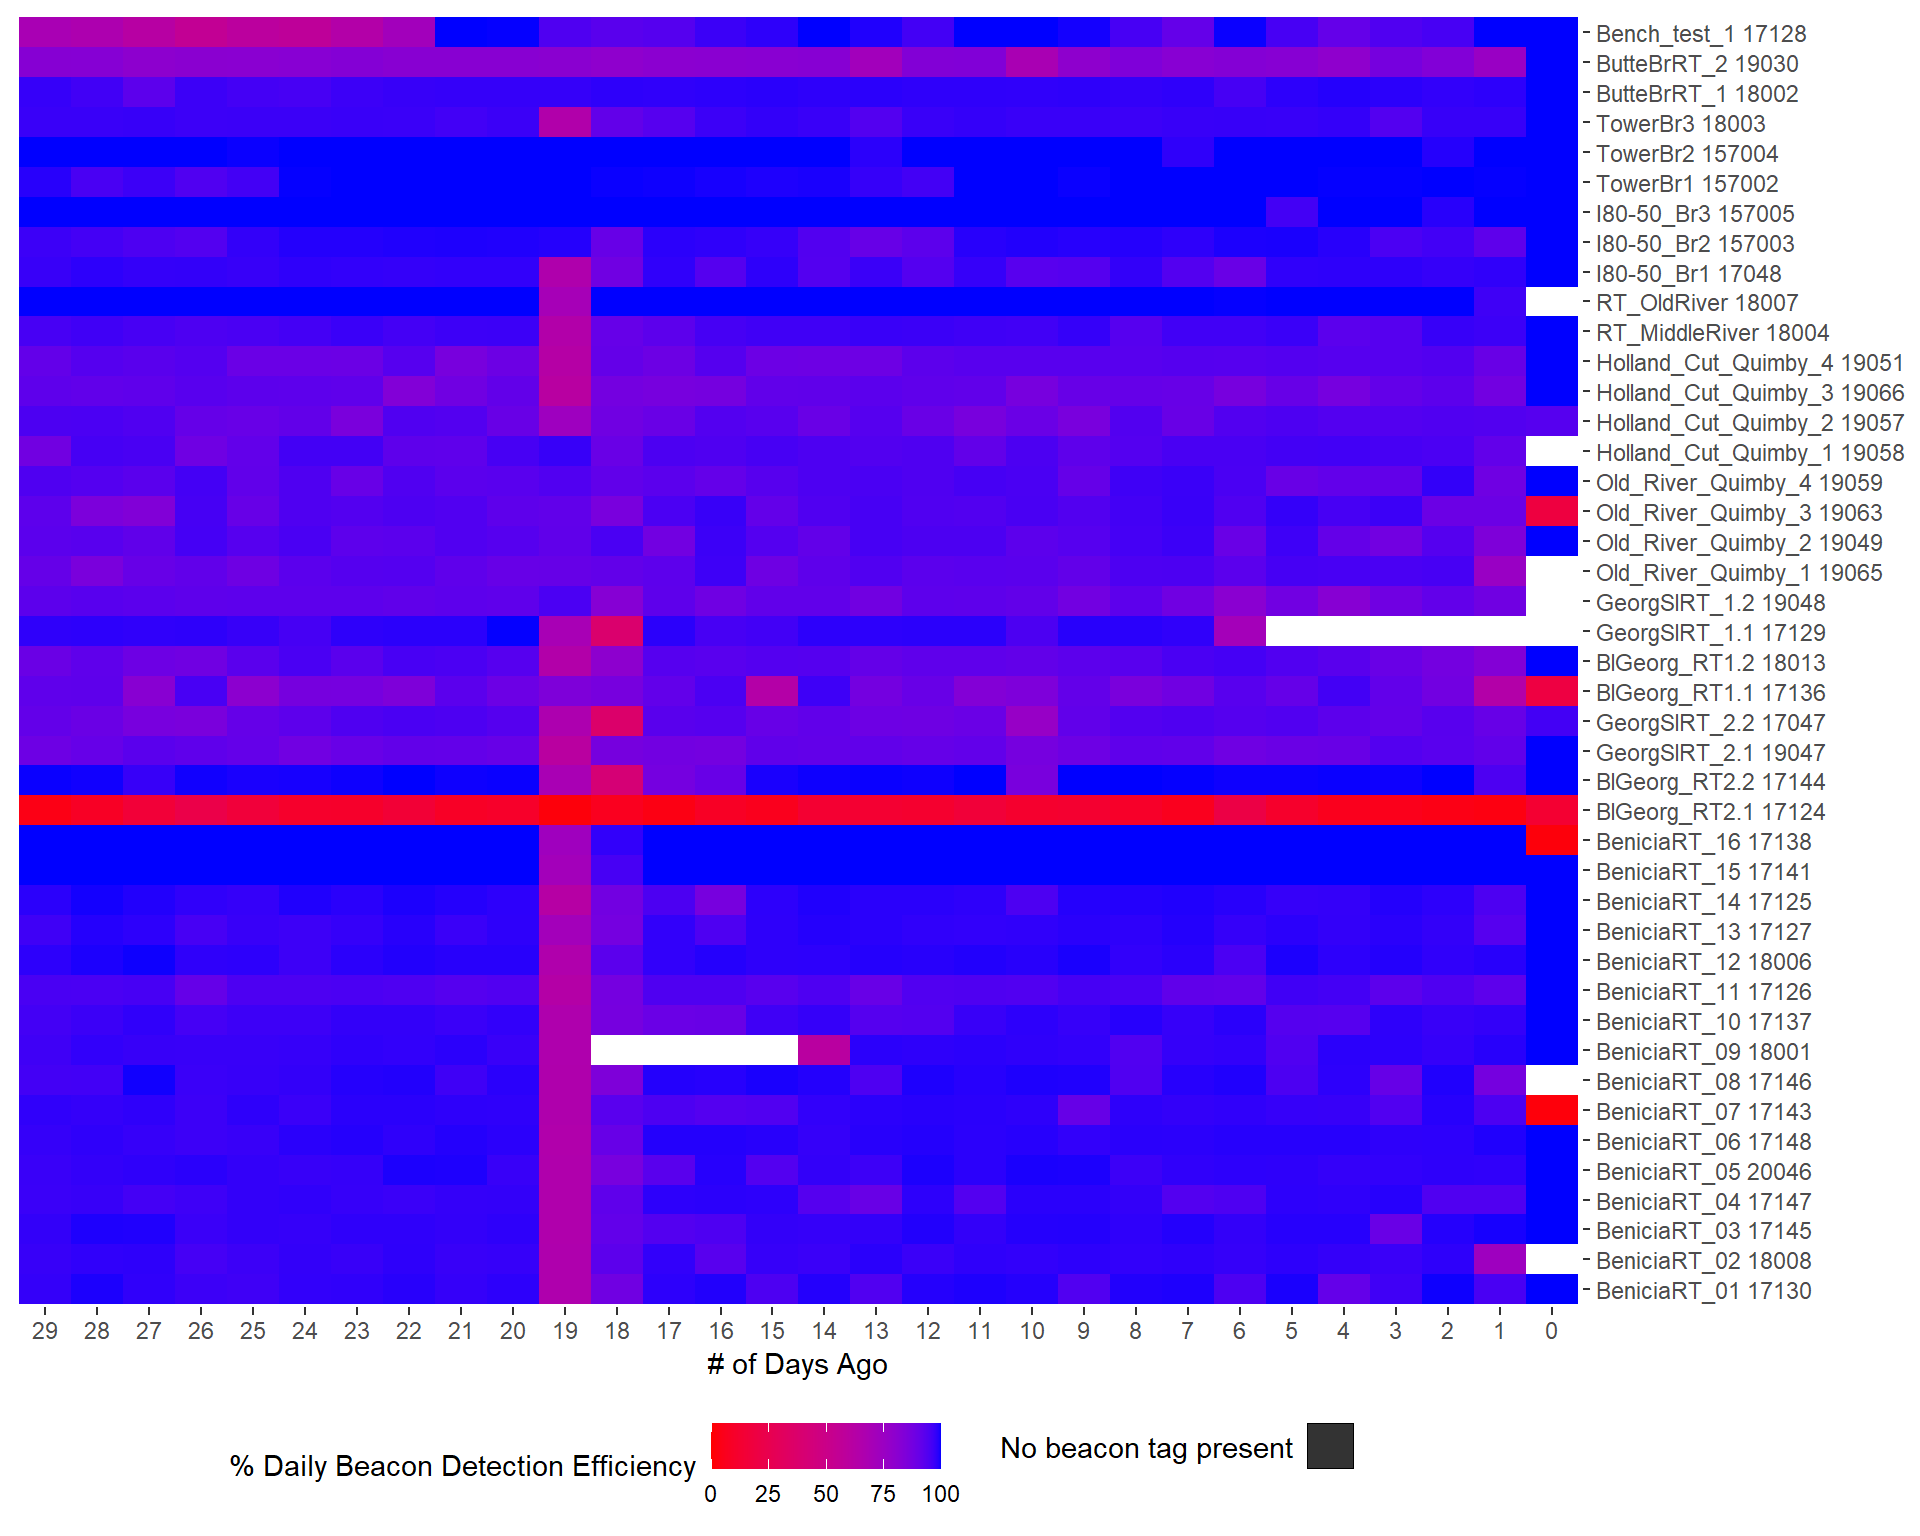 Bench_test_1 17128
ButteBrRT_2 19030
ButteBrRT_1 18002
TowerBr3 18003
TowerBr2 157004
TowerBr1 157002
I80-50_Br3 157005
I80-50_Br2 157003
I80-50_Br1 17048
RT_OldRiver 18007
RT_MiddleRiver 18004
Holland_Cut_Quimby_4 19051
Holland_Cut_Quimby_3 19066
Holland_Cut_Quimby_2 19057
Holland_Cut_Quimby_1 19058
Old_River_Quimby_4 19059
Old_River_Quimby_3 19063
Old_River_Quimby_2 19049
Old_River_Quimby_1 19065
GeorgSlRT_1.2 19048
GeorgSlRT_1.1 17129
BlGeorg_RT1.2 18013
BlGeorg_RT1.1 17136
GeorgSlRT_2.2 17047
GeorgSlRT_2.1 19047
BlGeorg_RT2.2 17144
BlGeorg_RT2.1 17124
BeniciaRT_16 17138
BeniciaRT_15 17141
BeniciaRT_14 17125
BeniciaRT_13 17127
BeniciaRT_12 18006
BeniciaRT_11 17126
BeniciaRT_10 17137
BeniciaRT_09 18001
BeniciaRT_08 17146
BeniciaRT_07 17143
BeniciaRT_06 17148
BeniciaRT_05 20046
BeniciaRT_04 17147
BeniciaRT_03 17145
BeniciaRT_02 18008
BeniciaRT_01 17130
29 28 27 26 25 24 23 22 21 20 19 18 17 16 15 14 13 12 11 10 9 8 7 6 5 4 3 2 1 0
# of Days Ago
% Daily Beacon Detection Efficiency
0 25 50 75 100
No beacon tag present